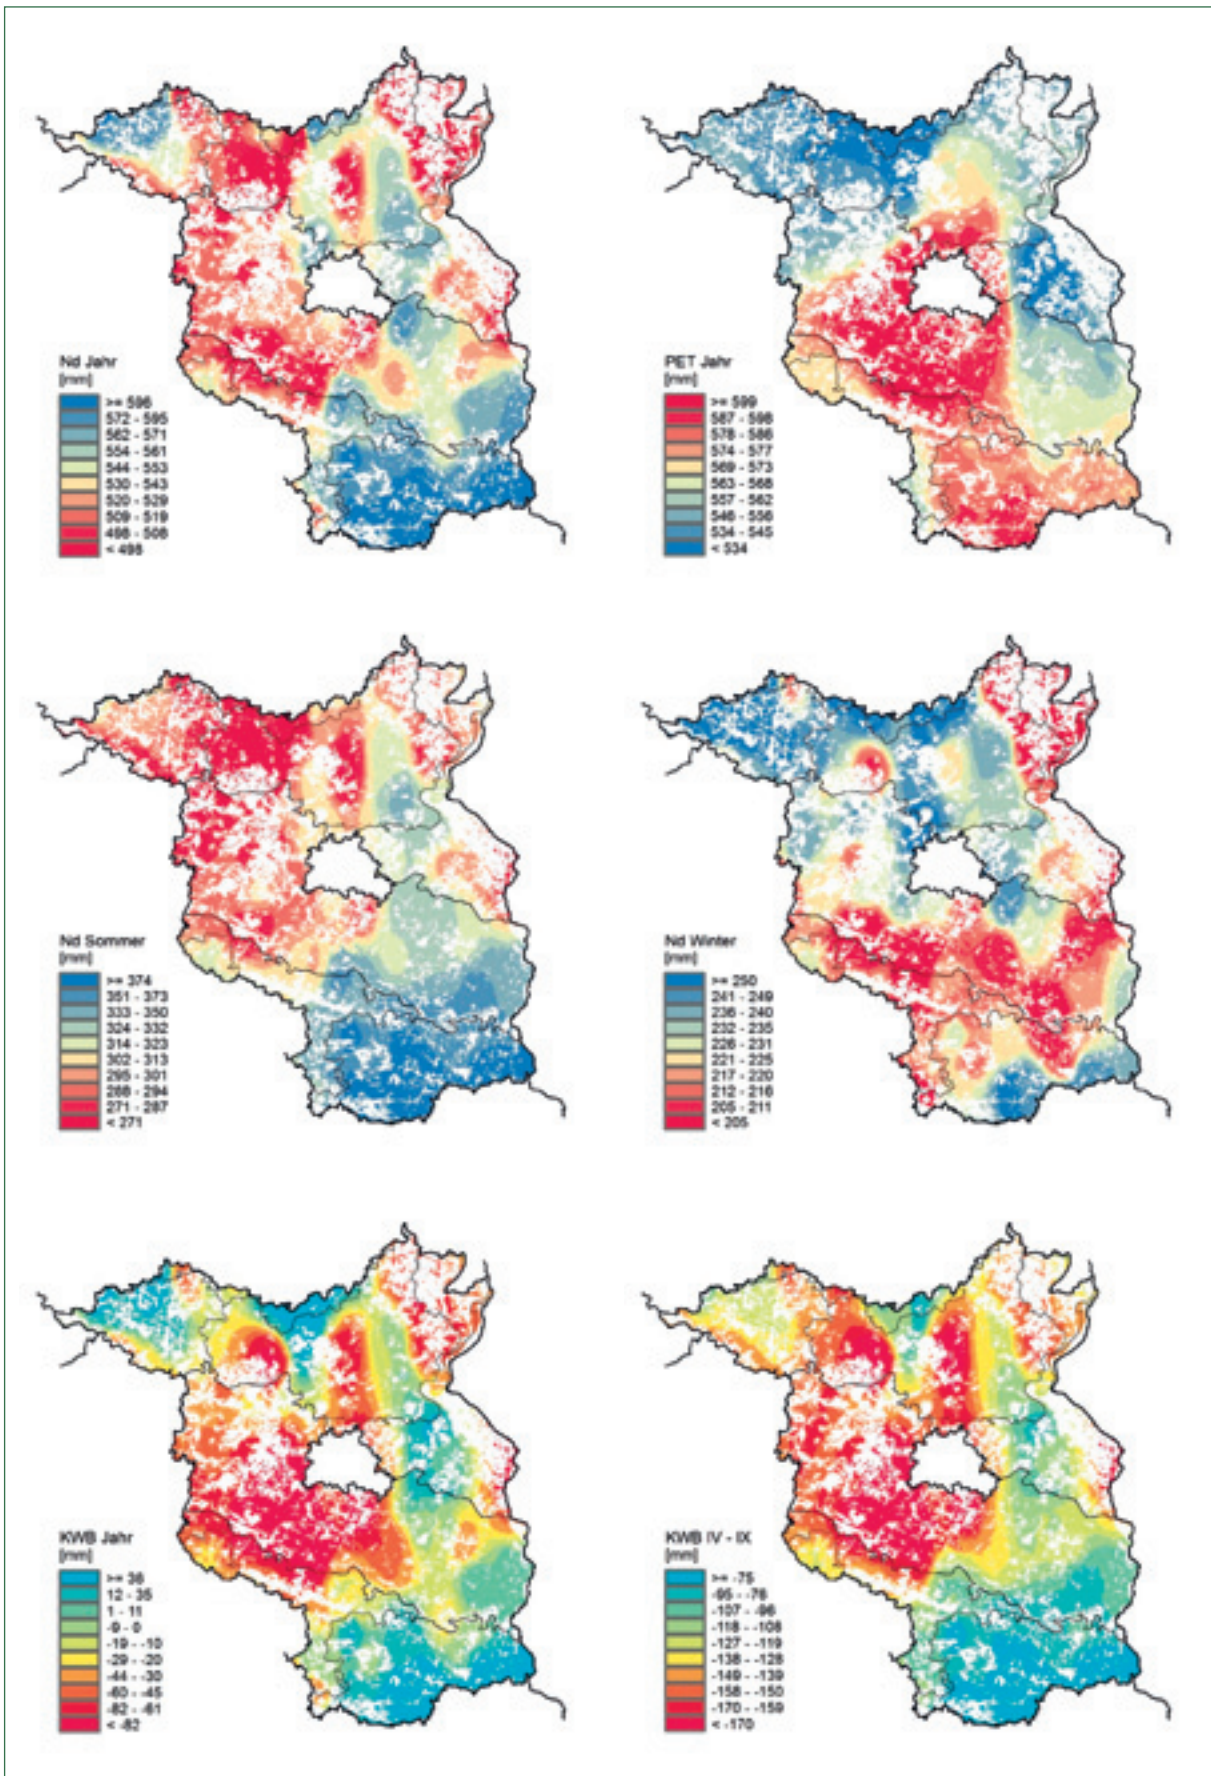 Nd Jahr
[mm]
>= 596
572 - 595
562 - 571
554 - 561
544 - 553
530 - 543
520 - 529
509 - 519
498 - 508
< 498
PET Jahr
[mm]
>= 599
587 - 598
578 - 586
574 - 577
569 - 573
563 - 568
557 - 562
546 - 556
534 - 545
< 534
Nd Sommer
[mm]
>= 374
351 - 373
333 - 350
324 - 332
314 - 323
302 - 313
295 - 301
288 - 294
271 - 287
< 271
Nd Winter
[mm]
>= 250
241 - 249
236 - 240
232 - 235
226 - 231
221 - 225
217 - 220
212 - 216
205 - 211
< 205
KWB Jahr
[mm]
>= 36
12 - 35
1 - 11
-9 - 0
-19 - -10
-29 - -20
-44 - -30
-60 - -45
-82 - -61
< -82
KWB IV - IX
[mm]
>= -75
-95 - -76
-107 - -96
-118 - -108
-127 - -119
-138 - -128
-149 - -139
-158 - -150
-170 - -159
< -170